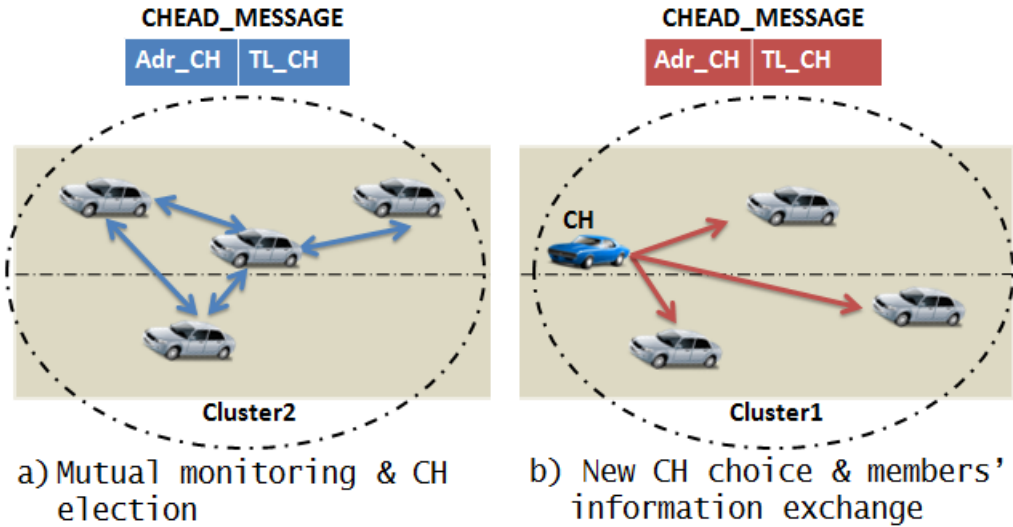 CHEAD_MESSAGE
Adr_CH TL_CH
Cluster2
a) Mutual monitoring & CH
election
CHEAD_MESSAGE
Adr_CH TL_CH
CH
Cluster1
b) New CH choice & members’
information exchange